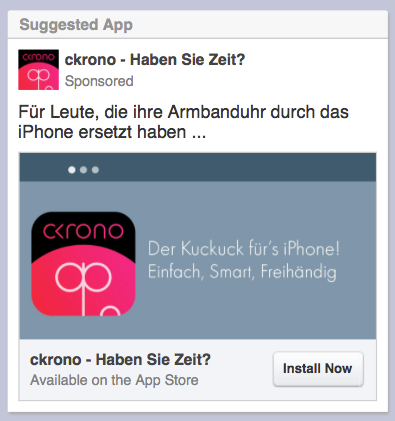 Suggested App
ckrono
ckrono - Haben Sie Zeit?
Sponsored
Für Leute, die ihre Armbanduhr durch das
iPhone ersetzt haben ...
ckrono
Der Kuckuck für's iPhone!
Einfach, Smart, Freihändig
ckrono - Haben Sie Zeit?
Available on the App Store
Install Now